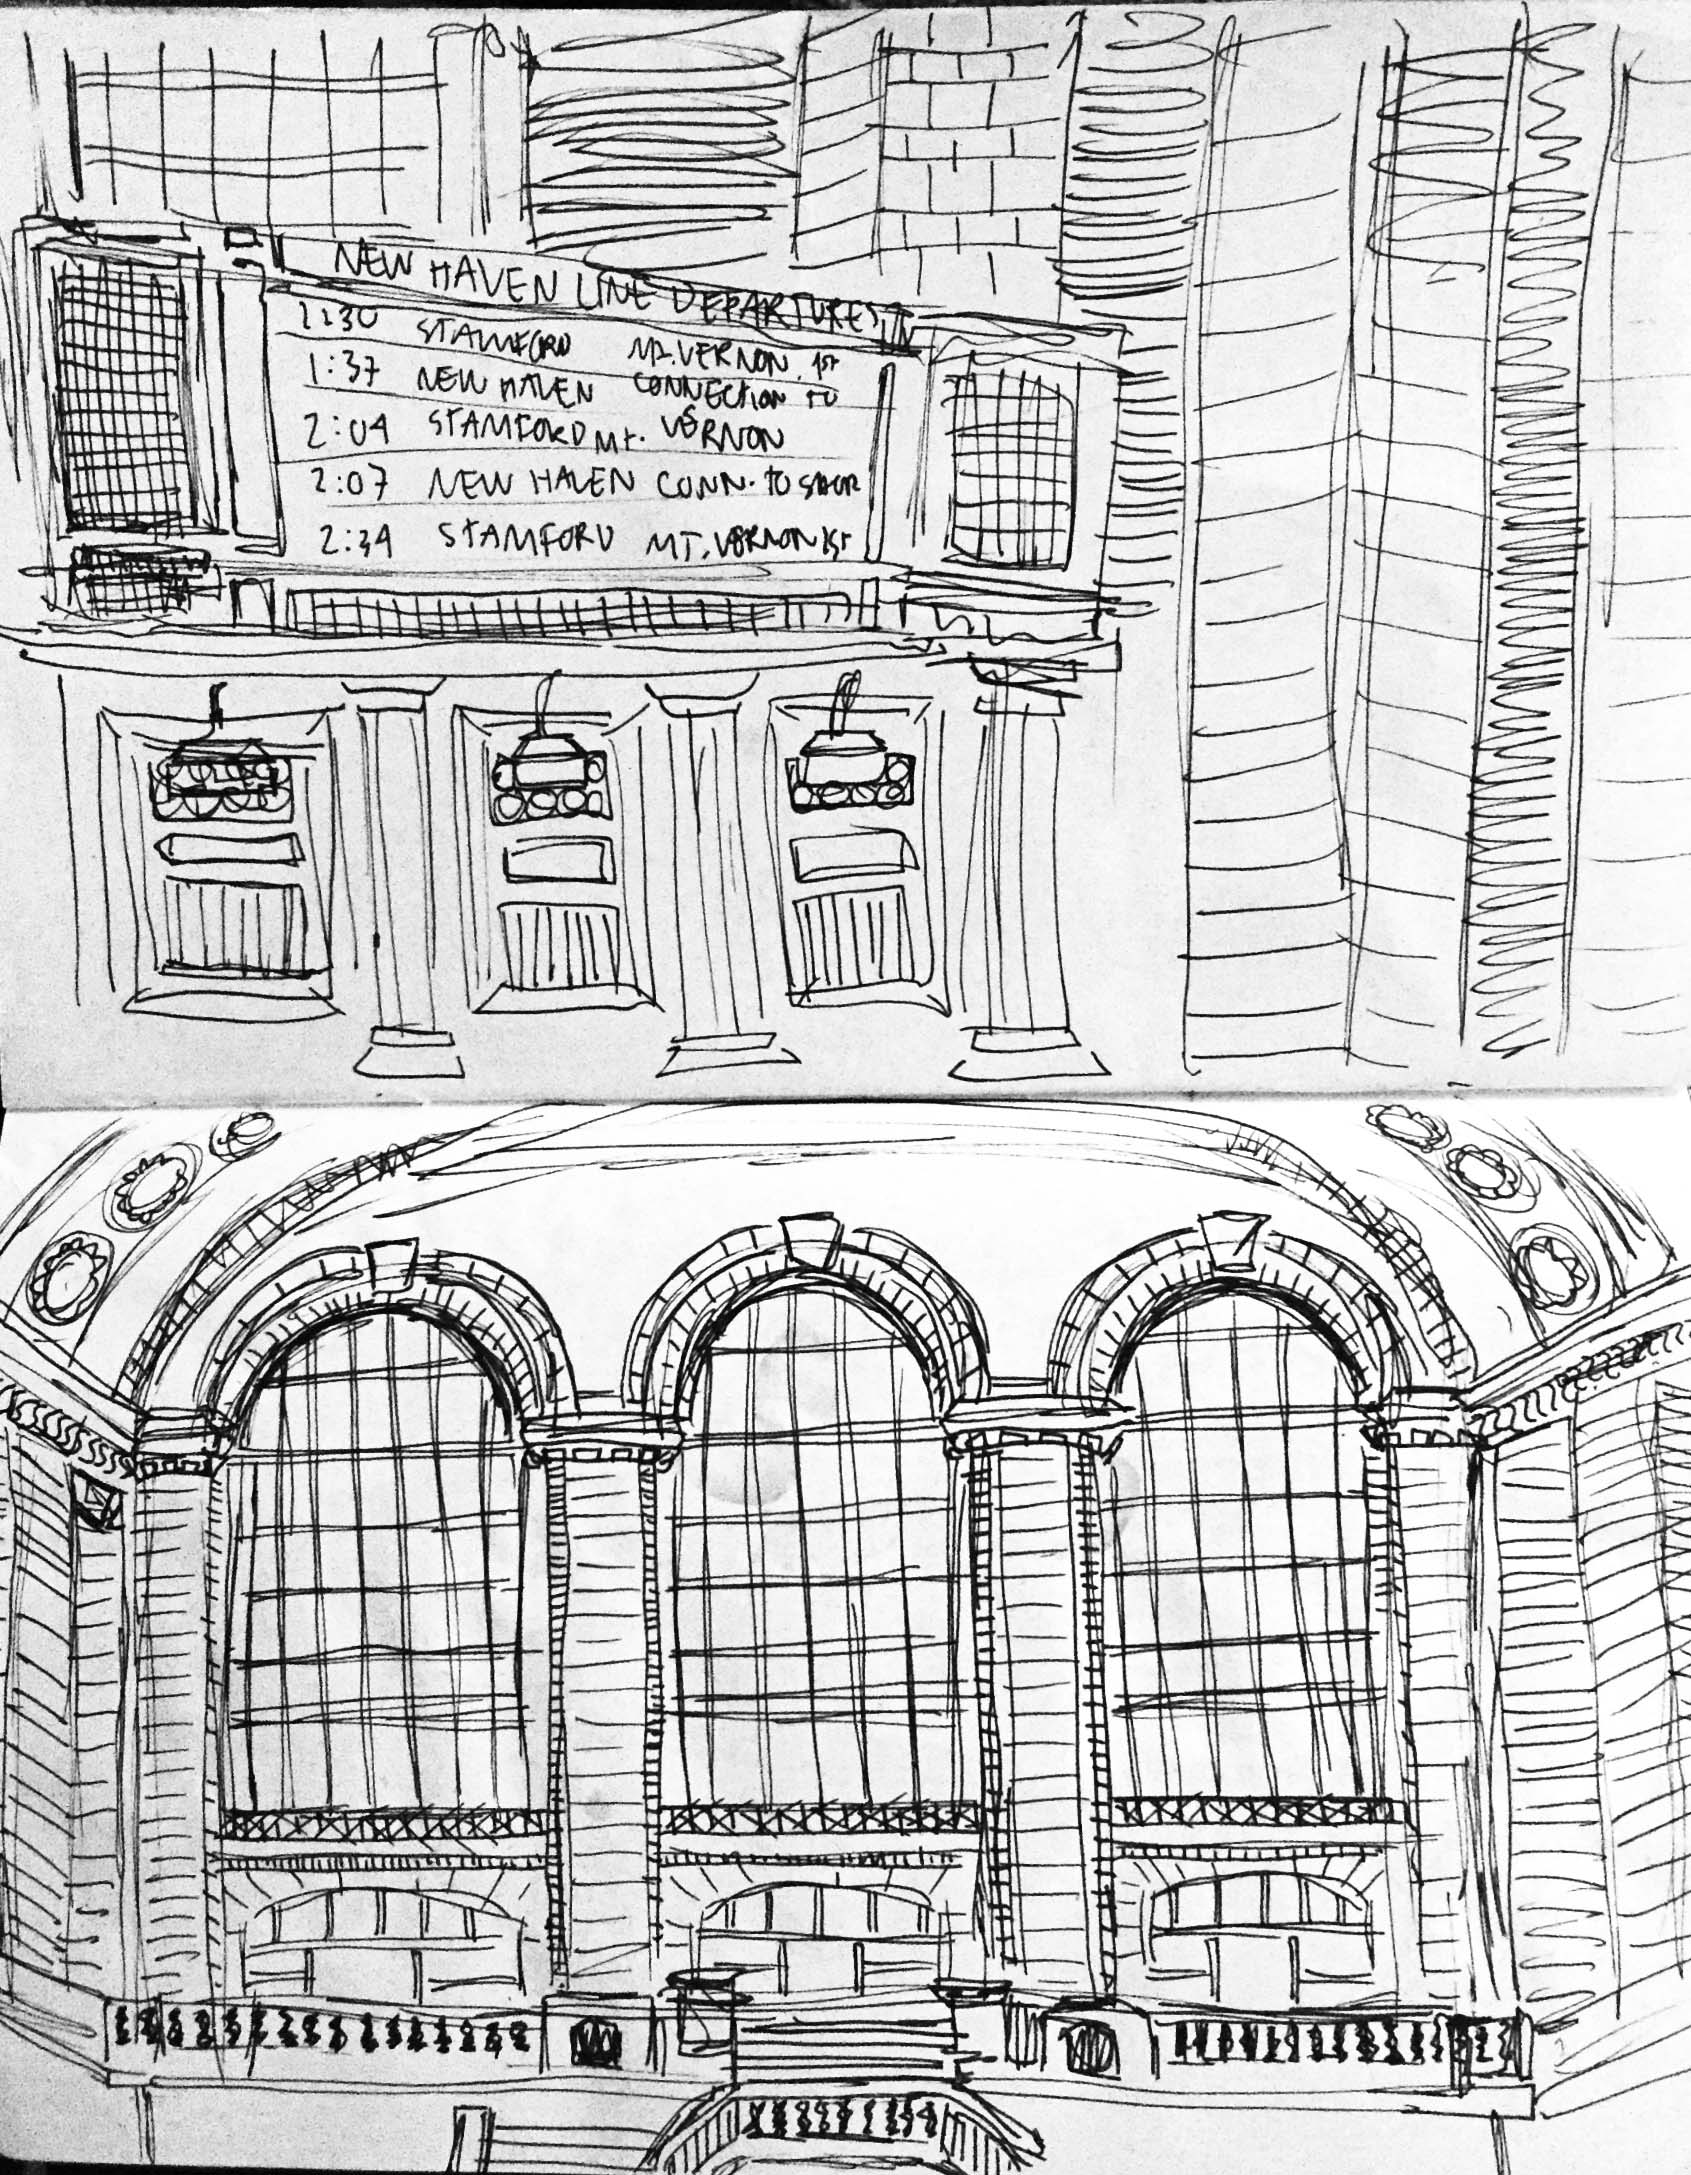 NEW HAVEN LINE DEPARTURES
1:30 STAMFORD MT. VERNON. 1st
1:37 NEW HAVEN CONNECTION TO
2:04 STAMFORD Mt. VERNON
2:07 NEW HAVEN CONN. TO
2:34 STAMFORD MT. VERNON 1st